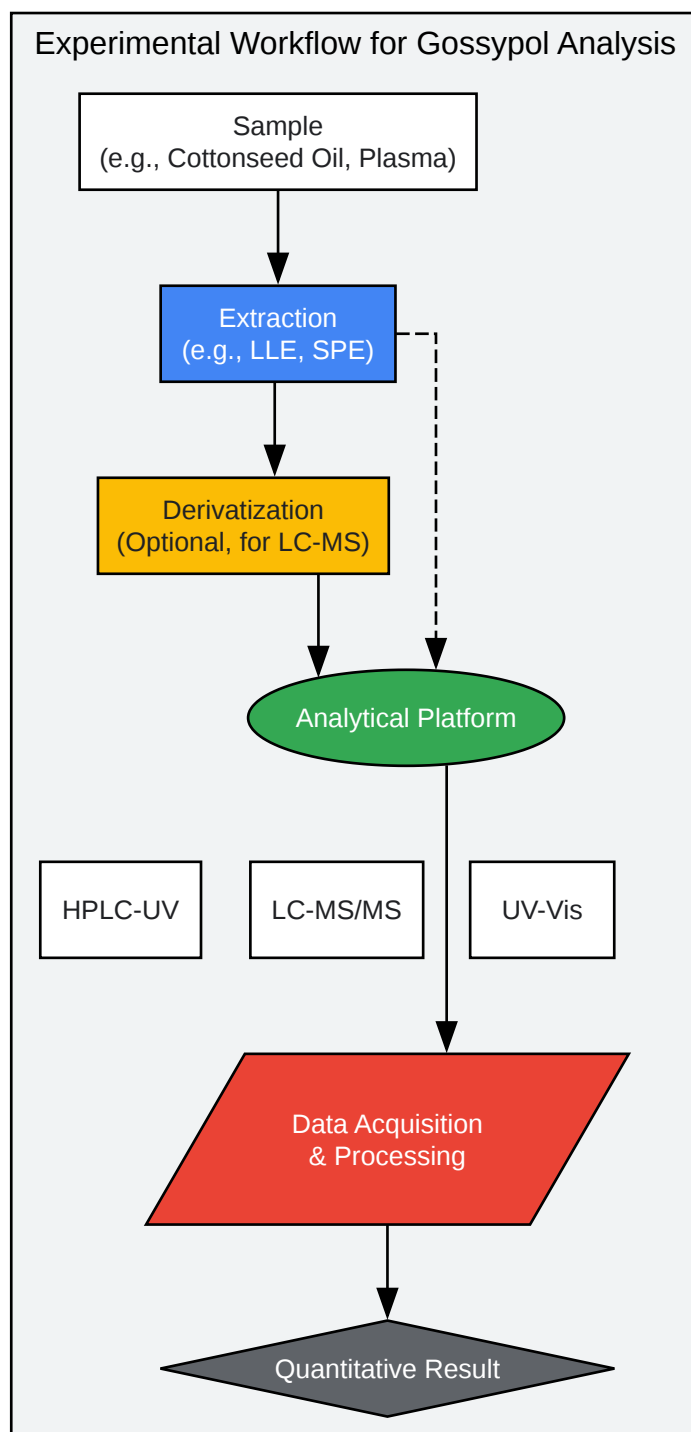 Experimental Workflow for Gossypol Analysis
Sample
(e.g., Cottonseed Oil, Plasma)
Extraction
(e.g., LLE, SPE)
Derivatization
(Optional, for LC-MS)
Analytical Platform
HPLC-UV
LC-MS/MS
UV-Vis
Data Acquisition
& Processing
Quantitative Result